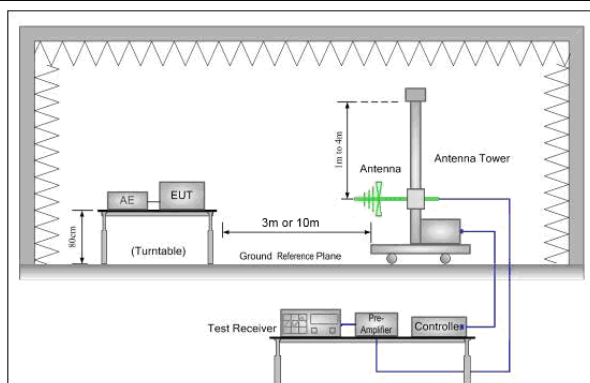 1m to 4m
Antenna
Antenna Tower
AE
EUT
80cm
(Turntable)
3m or 10m
Ground Reference Plane
Test Receiver
Pre-
Amplifier
Controller